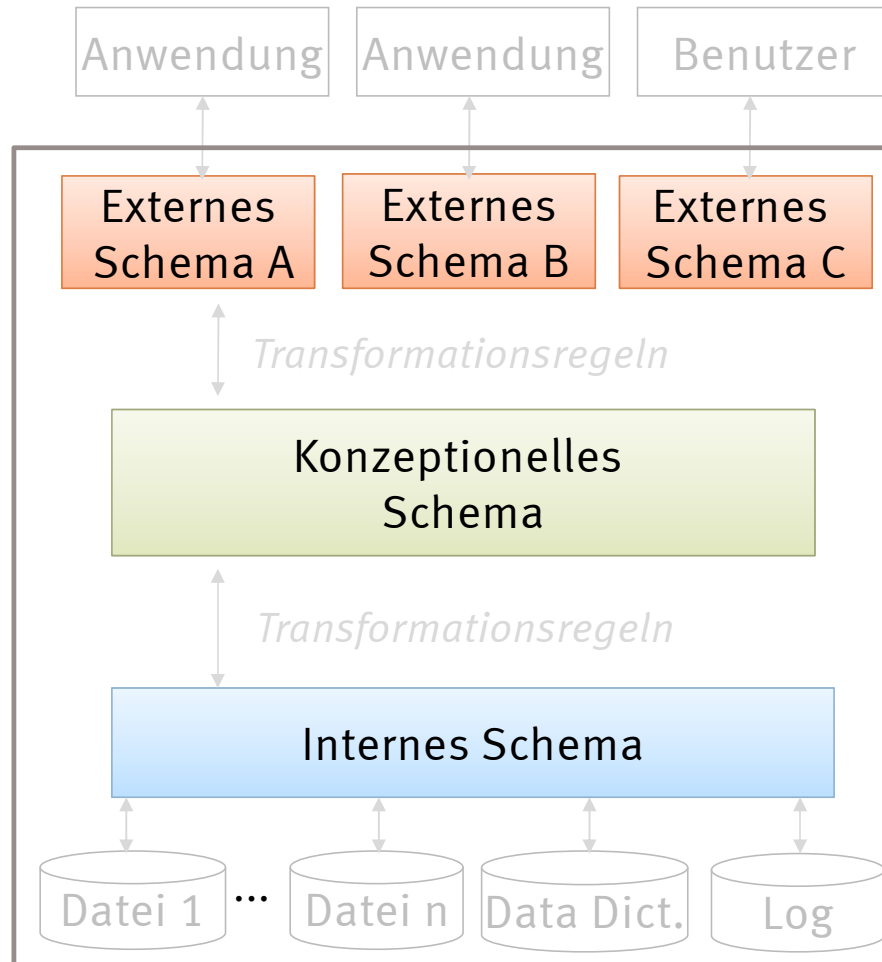 Anwendung
Anwendung
Benutzer
Externes
Schema A
Externes
Schema B
Externes
Schema C
Transformationsregeln
Konzeptionelles
Schema
Transformationsregeln
Internes Schema
Datei 1
...
Datei n
Data Dict.
Log